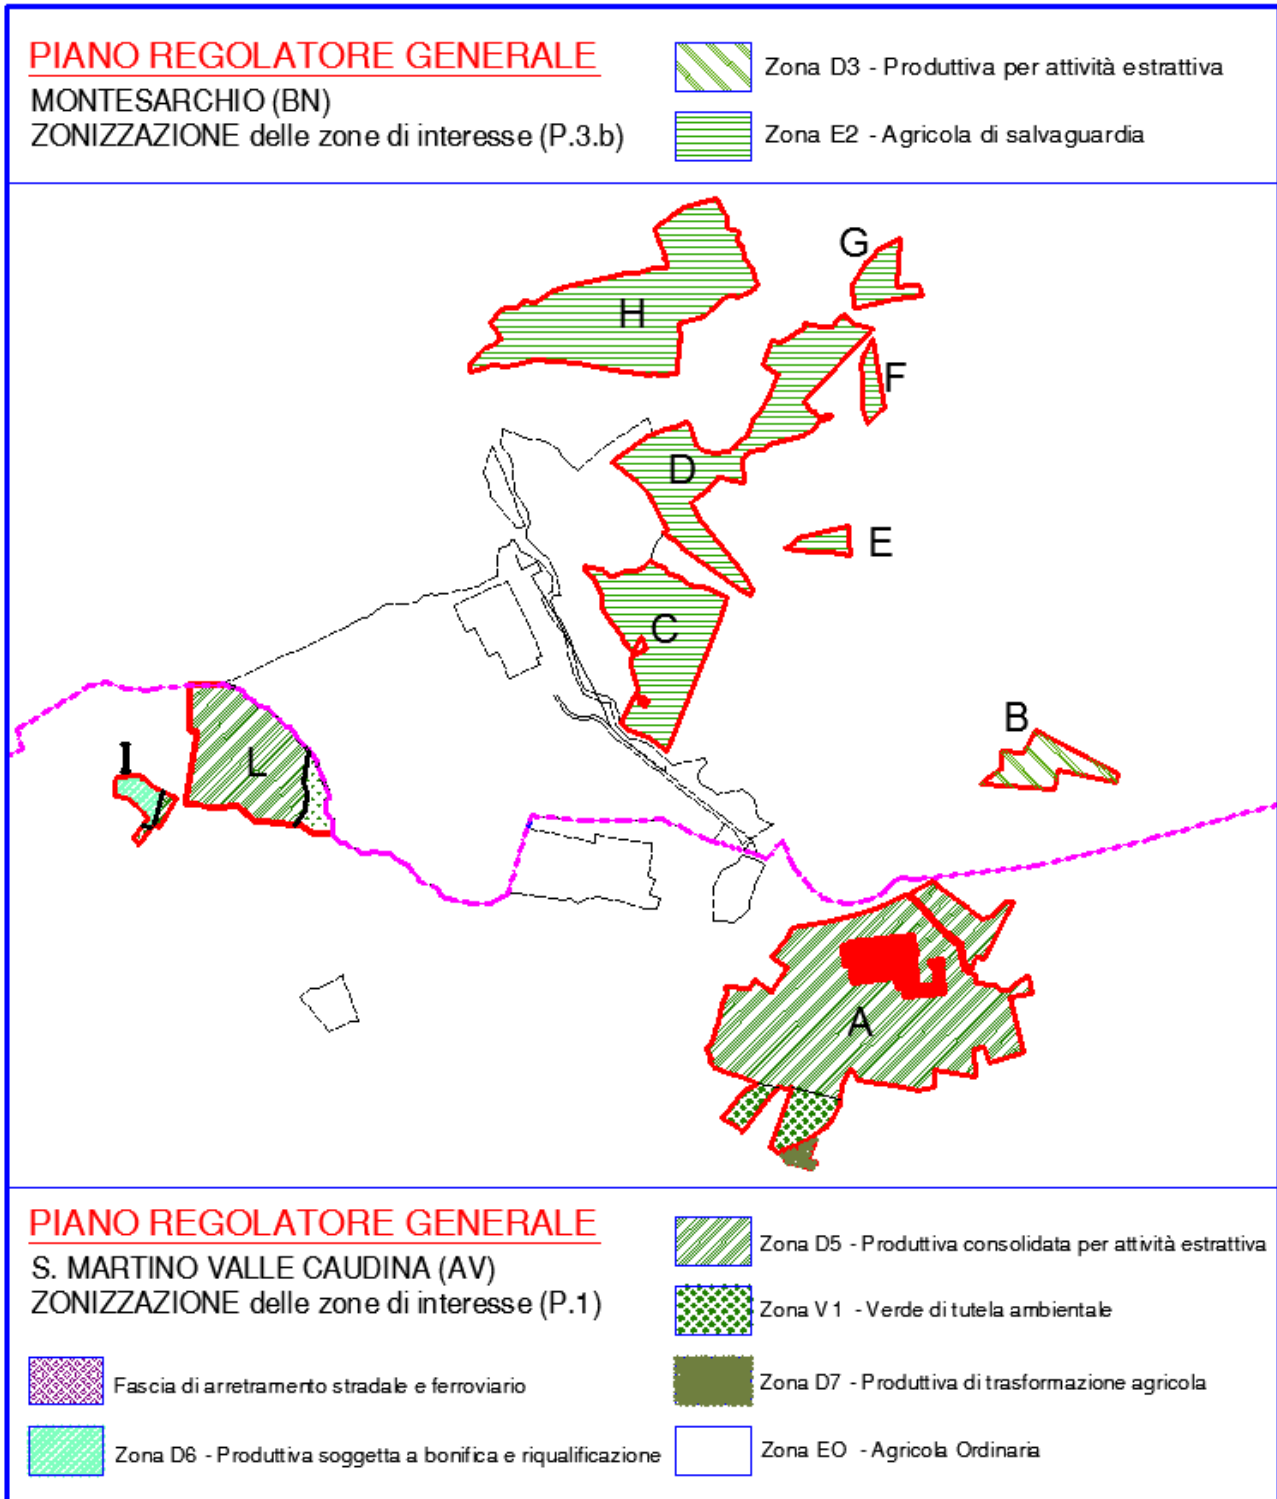 PIANO REGOLATORE GENERALE
MONTESARCHIO (BN)
ZONIZZAZIONE delle zone di interesse (P.3.b)
Zona D3 - Produttiva per attività estrattiva
Zona E2 - Agricola di salvaguardia
G
H
F
D
E
C
B
I
L
A
PIANO REGOLATORE GENERALE
S. MARTINO VALLE CAUDINA (AV)
ZONIZZAZIONE delle zone di interesse (P.1)
Fascia di arretramento stradale e ferroviario
Zona D6 - Produttiva soggetta a bonifica e riqualificazione
Zona D5 - Produttiva consolidata per attività estrattiva
Zona V1 - Verde di tutela ambientale
Zona D7 - Produttiva di trasformazione agricola
Zona EO - Agricola Ordinaria